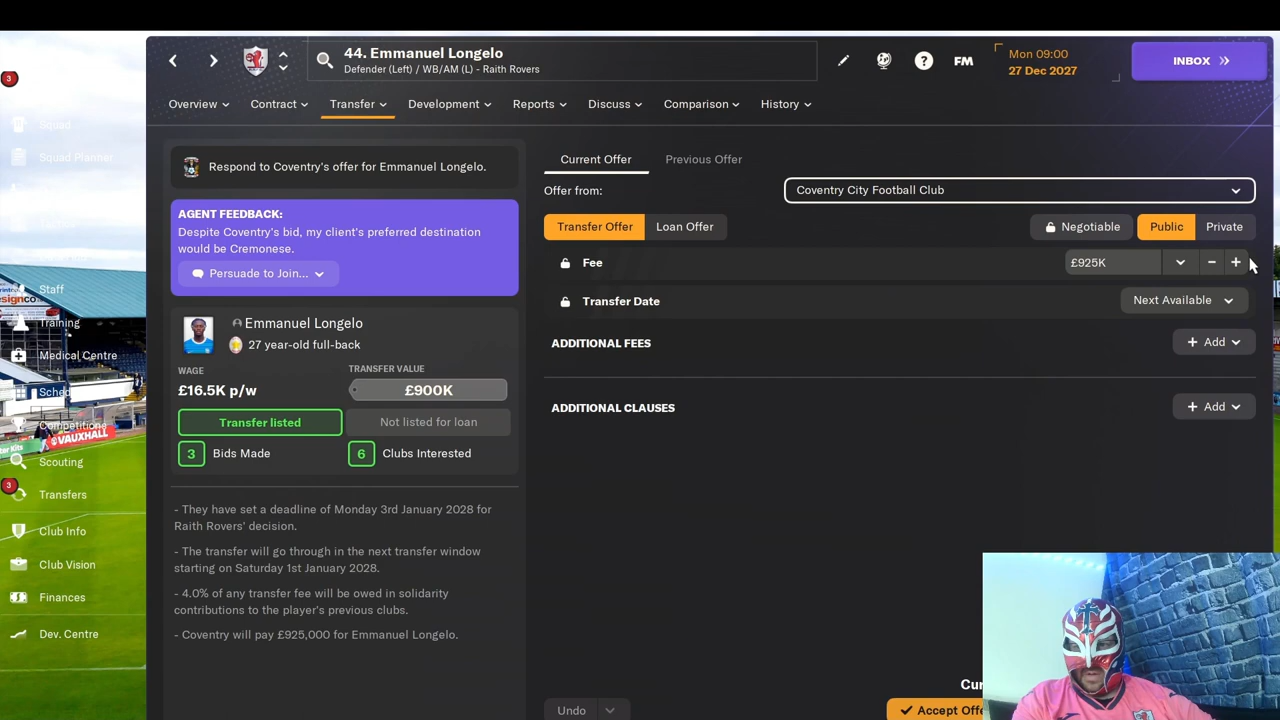 44. Emmanuel Longelo
Defender (Left) / WB/AM (L) - Raith Rovers
FM
Mon 09:00
27 Dec 2027
INBOX
3
Squad
Squad Planner
Staff
Training
Medical Centre
Sched
Competitions
VAUXHALL
Scouting
3
Transfers
Club Info
Club Vision
Finances
Dev. Centre
Overview
Contract
Transfer
Development
Reports
Discuss
Comparison
History
Respond to Coventry's offer for Emmanuel Longelo.
AGENT FEEDBACK:
Despite Coventry's bid, my client's preferred destination
would be Cremonese.
Persuade to Join...
Emmanuel Longelo
27 year-old full-back
WAGE
£16.5K p/w
TRANSFER VALUE
£900K
Transfer listed
Not listed for loan
3 Bids Made
6 Clubs Interested
- They have set a deadline of Monday 3rd January 2028 for
Raith Rovers' decision.
- The transfer will go through in the next transfer window
starting on Saturday 1st January 2028.
- 4.0% of any transfer fee will be owed in solidarity
contributions to the player's previous clubs.
- Coventry will pay £925,000 for Emmanuel Longelo.
Current Offer
Previous Offer
Offer from:
Coventry City Football Club
Transfer Offer
Loan Offer
Negotiable
Public
Private
Fee
£925K
Transfer Date
Next Available
ADDITIONAL FEES
+ Add
ADDITIONAL CLAUSES
+ Add
Undo
Cur
Accept Offe